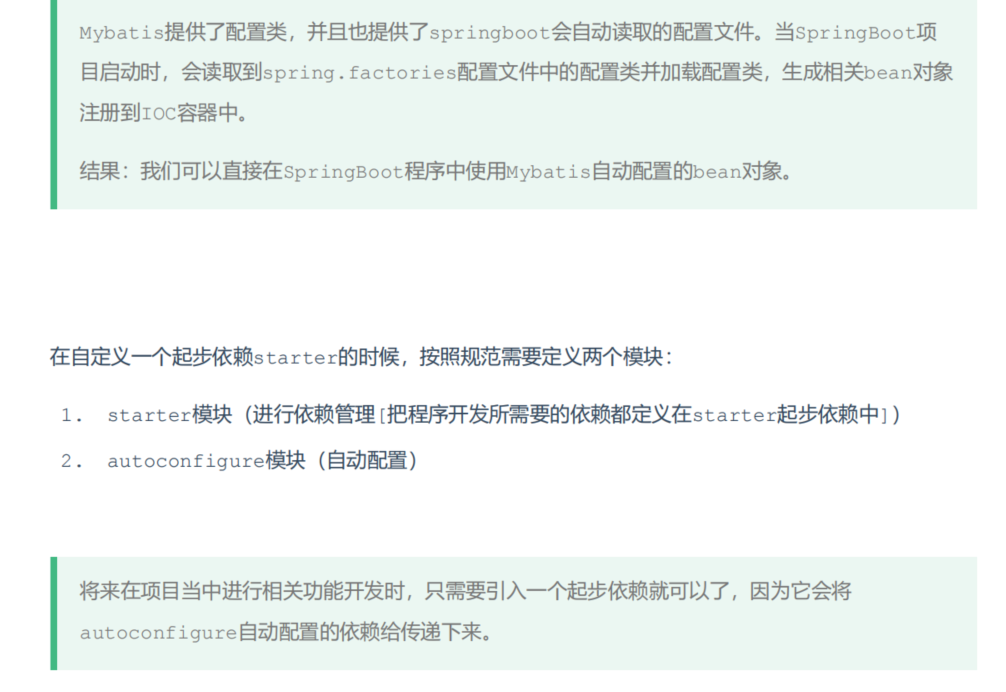 Mybatis提供了配置类，并且也提供了springboot会自动读取的配置文件。当SpringBoot项
目启动时，会读取到spring.factories配置文件中的配置类并加载配置类，生成相关bean对象
注册到IOC容器中。
结果：我们可以直接在SpringBoot程序中使用Mybatis自动配置的bean对象。
在自定义一个起步依赖starter的时候，按照规范需要定义两个模块：
1. starter模块（进行依赖管理[把程序开发所需要的依赖都定义在starter起步依赖中]）
2. autoconfigure模块（自动配置）
将来在项目当中进行相关功能开发时，只需要引入一个起步依赖就可以了，因为它会将
autoconfigure自动配置的依赖给传递下来。